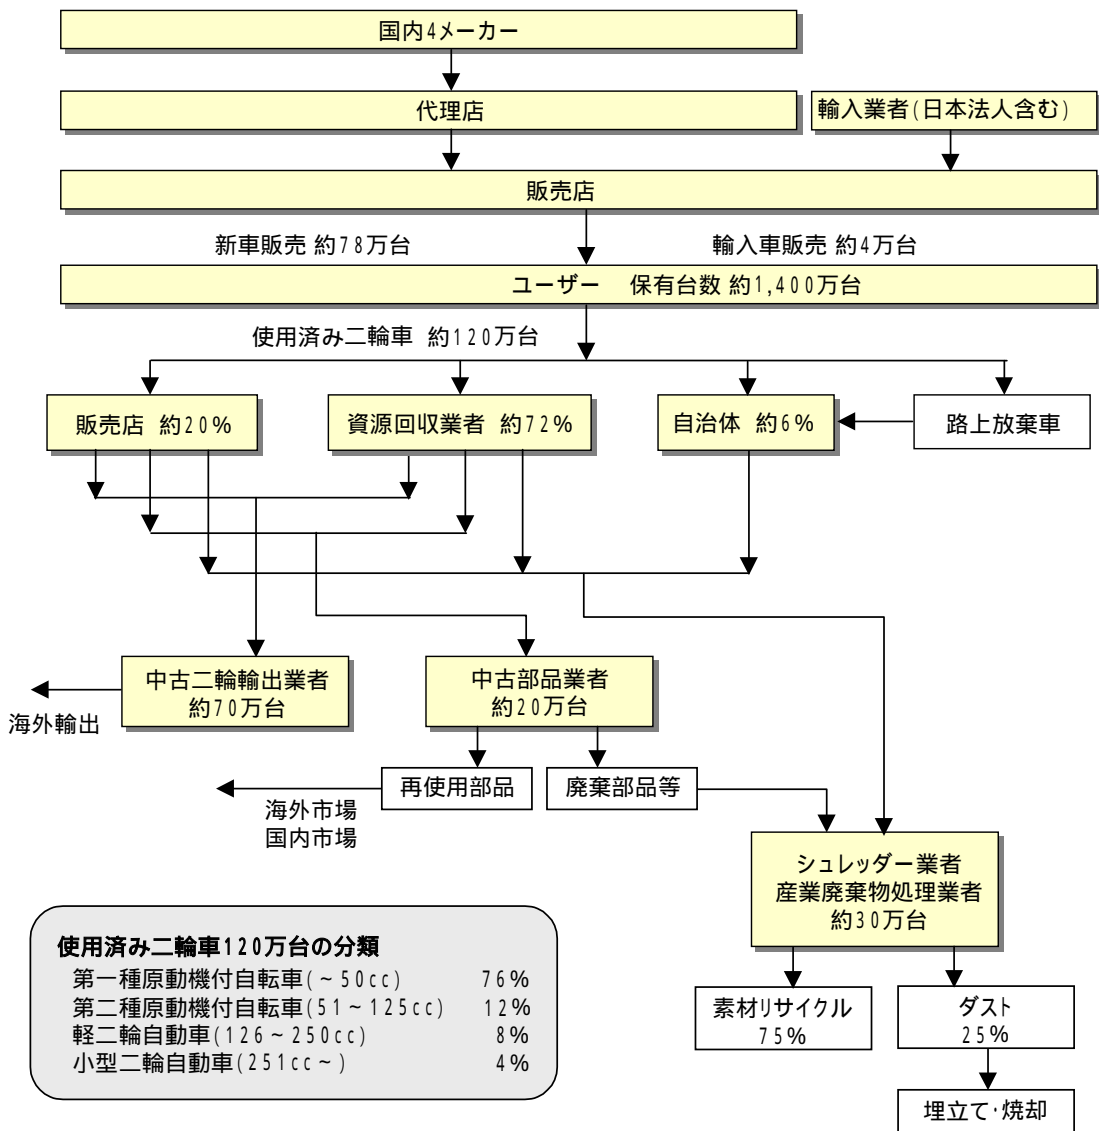 国内4メーカー
代理店
輸入業者(日本法人含む)
販売店
新車販売 約78万台
輸入車販売 約4万台
ユーザー　保有台数 約1,400万台
使用済み二輪車 約120万台
販売店 約20%
資源回収業者 約72%
自治体 約6%
路上放棄車
中古二輪輸出業者
約70万台
海外輸出
中古部品業者
約20万台
再使用部品
廃棄部品等
海外市場
国内市場
シュレッダー業者
産業廃棄物処理業者
約30万台
使用済み二輪車120万台の分類
第一種原動機付自転車(~50cc) 76%
第二種原動機付自転車(51~125cc) 12%
軽二輪自動車(126~250cc) 8%
小型二輪自動車(251cc~) 4%
素材リサイクル
75%
ダスト
25%
埋立て・焼却